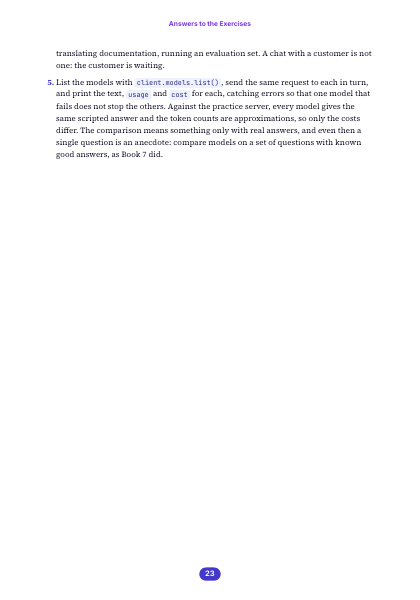 Answers to the Exercises
translating documentation, running an evaluation set. A chat with a customer is not
one: the customer is waiting.
5. List the models with client.models.list(), send the same request to each in turn,
and print the text, usage and cost for each, catching errors so that one model that
fails does not stop the others. Against the practice server, every model gives the
same scripted answer and the token counts are approximations, so only the costs
differ. The comparison means something only with real answers, and even then a
single question is an anecdote: compare models on a set of questions with known
good answers, as Book 7 did.
23